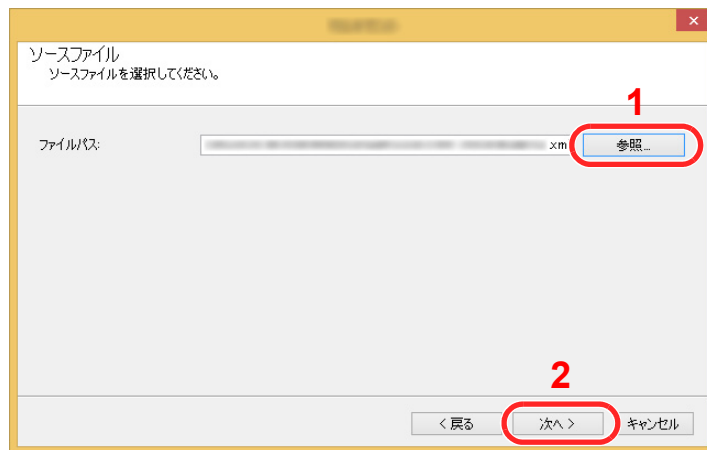 ソースファイル
ソースファイルを選択してください。
1
ファイルパス:
.xm
参照...
2
< 戻る
次へ >
キャンセル